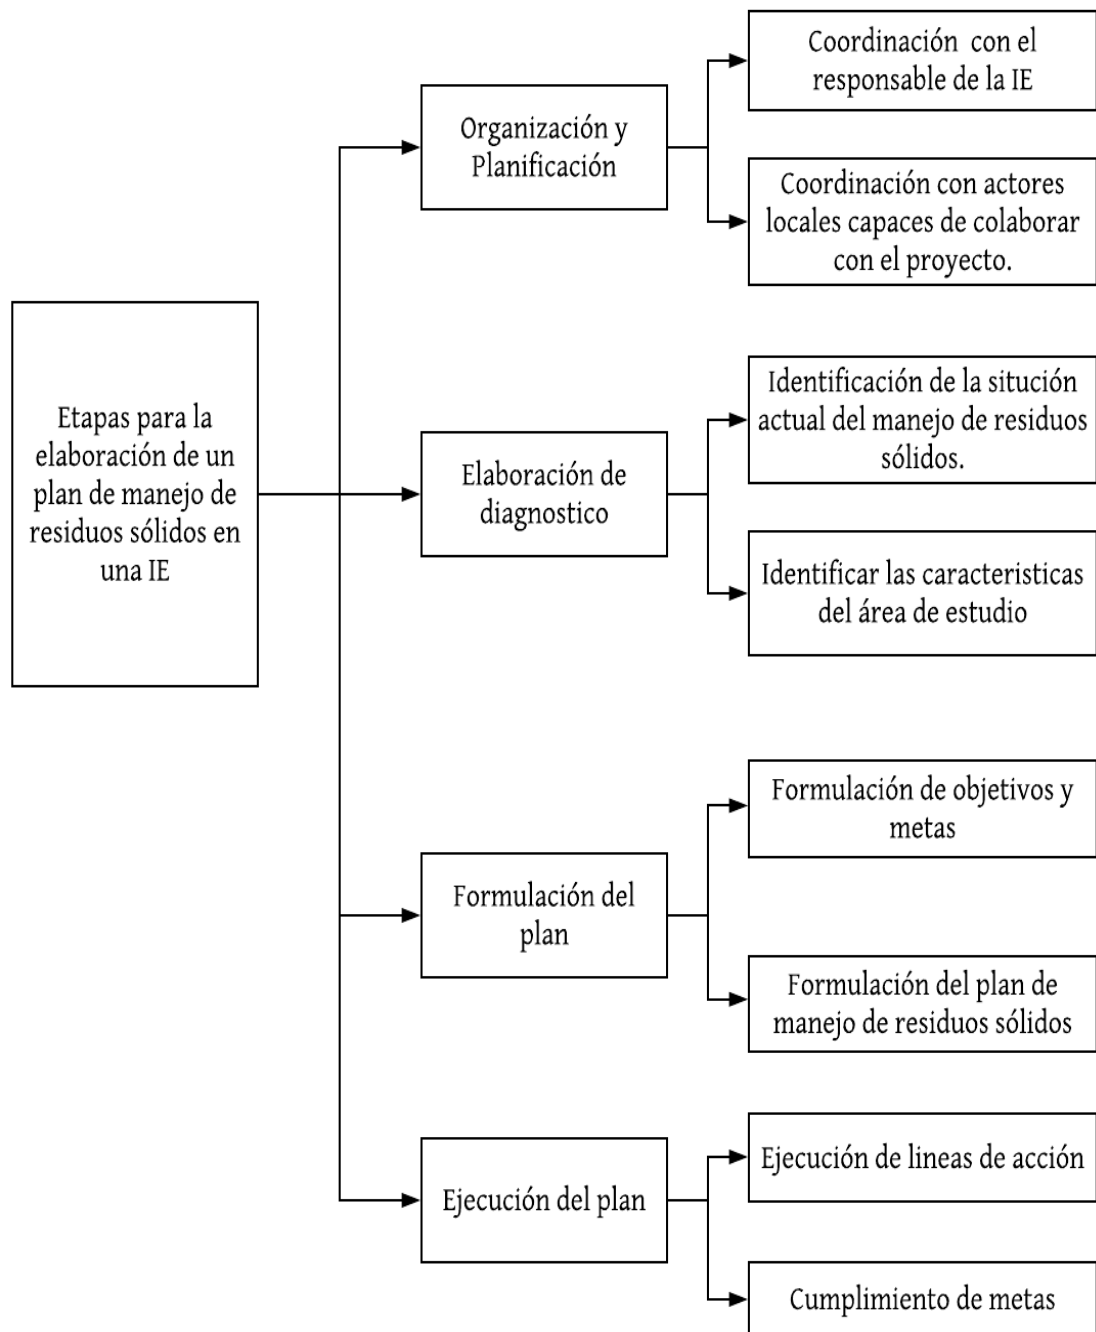 Etapas para la
elaboración de un
plan de manejo de
residuos sólidos en
una IE
Organización y
Planificación
Coordinación con el
responsable de la IE
Coordinación con actores
locales capaces de colaborar
con el proyecto.
Elaboración de
diagnostico
Identificación de la situción
actual del manejo de residuos
sólidos.
Identificar las caracteristicas
del área de estudio
Formulación del
plan
Formulación de objetivos y
metas
Formulación del plan de
manejo de residuos sólidos
Ejecución del plan
Ejecución de lineas de acción
Cumplimiento de metas